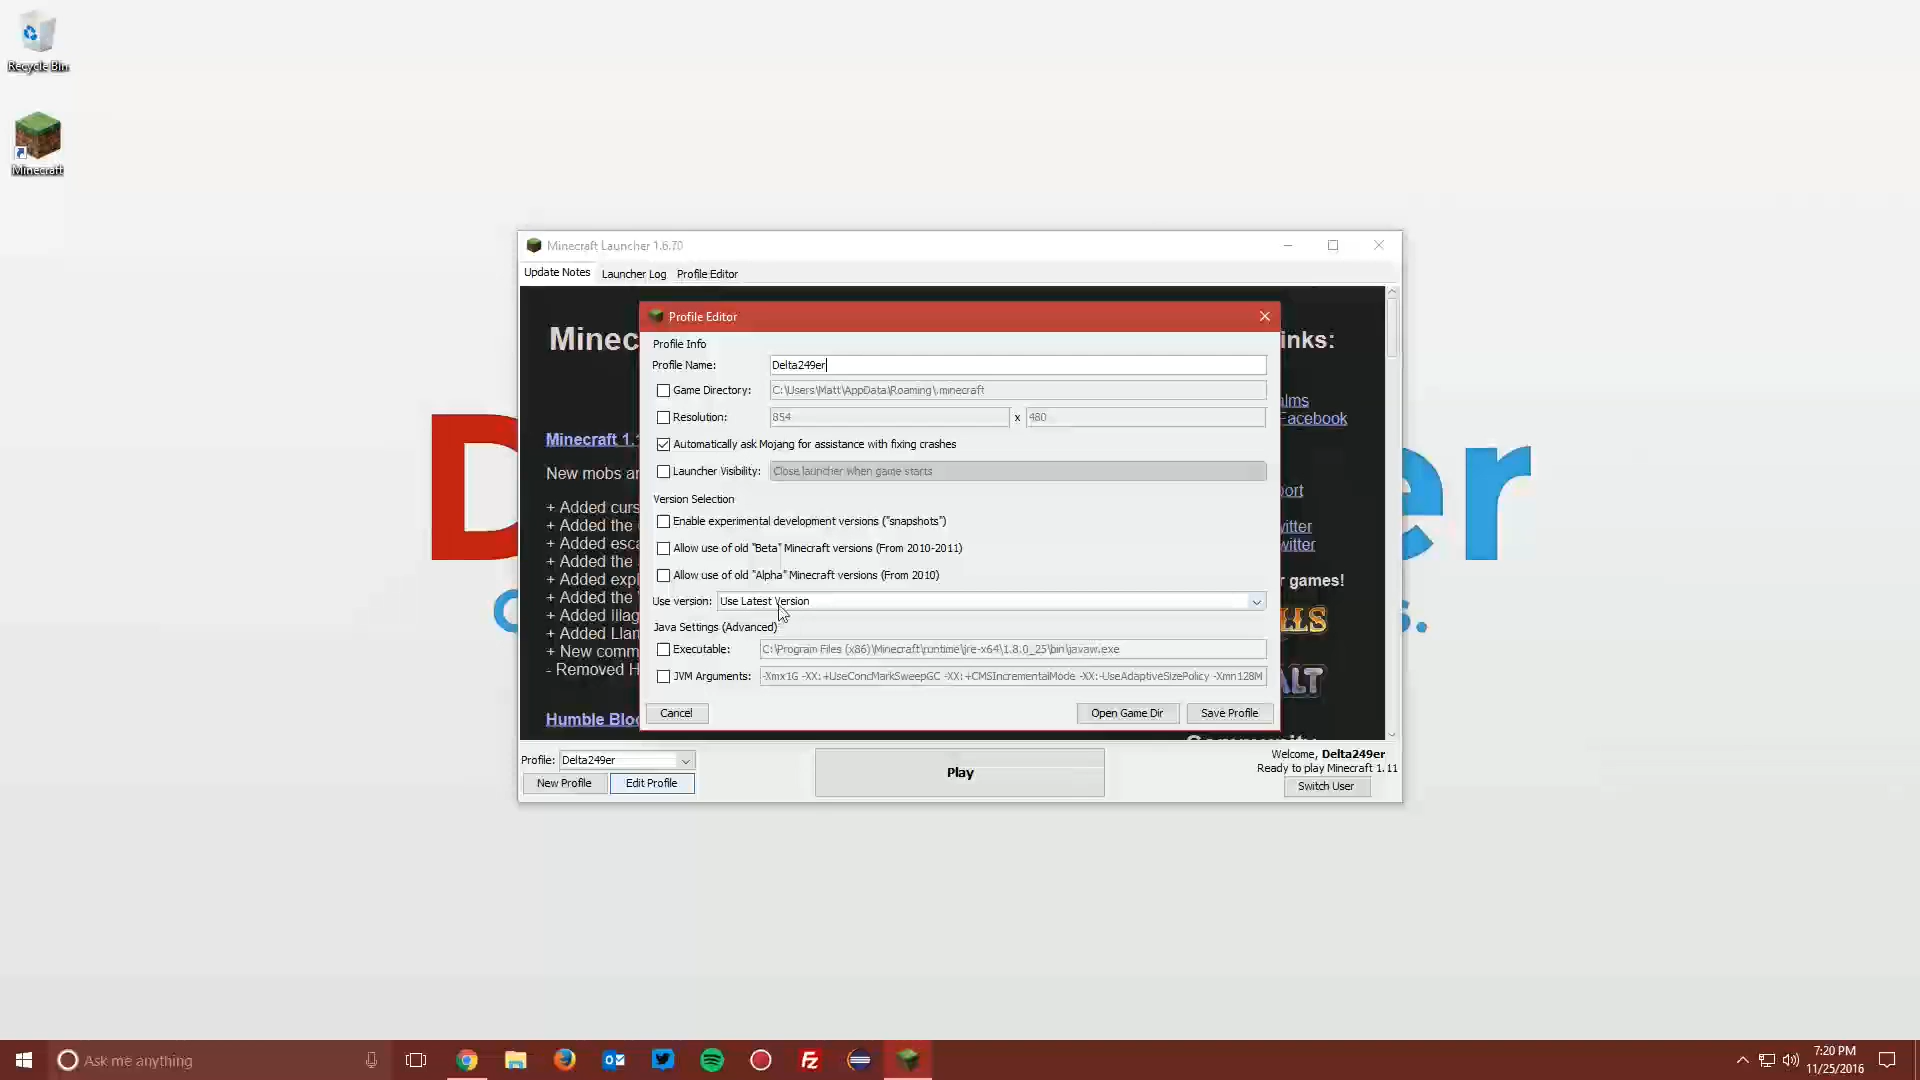 Recycle Bin
Minecraft
Minecraft Launcher 1.6.70
Update Notes Launcher Log Profile Editor
Minec
inks:
Profile Editor
Profile Info
Profile Name: Delta249er
Game Directory: C:\Users\Matt\AppData\Roaming\.minecraft
Resolution: 854 x 480
Automatically ask Mojang for assistance with fixing crashes
Launcher Visibility: Close launcher when game starts
Version Selection
Enable experimental development versions ("snapshots")
Allow use of old "Beta" Minecraft versions (From 2010-2011)
Allow use of old "Alpha" Minecraft versions (From 2010)
Use version: Use Latest Version
Java Settings (Advanced)
Executable: C:\Program Files (x86)\Minecraft\runtime\jre-x64\1.8.0_25\bin\javaw.exe
JVM Arguments: -Xmx1G -XX:+UseConcMarkSweepGC -XX:+CMSIncrementalMode -XX:-UseAdaptiveSizePolicy -Xmn128M
Cancel Open Game Dir Save Profile
Minecraft 1.
New mobs a
+ Added curs
+ Added the
+ Added esca
+ Added the
+ Added expl
+ Added the
+ Added Illag
+ Added Llan
+ New comm
- Removed H
Humble Blo
lms
Facebook
ort
itter
witter
r games!
LLS
ALT
D
er
Profile: Delta249er
New Profile Edit Profile
Play
Welcome, Delta249er
Ready to play Minecraft 1.11
Switch User
Ask me anything
7:20 PM
11/25/2016